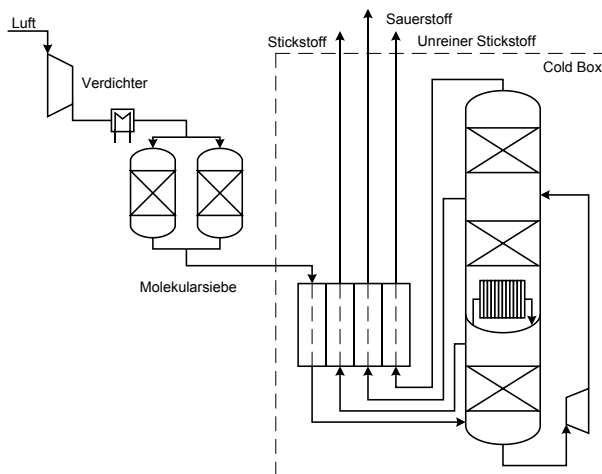 Luft
Verdichter
Stickstoff
Sauerstoff
Unreiner Stickstoff
Cold Box
Molekularsiebe